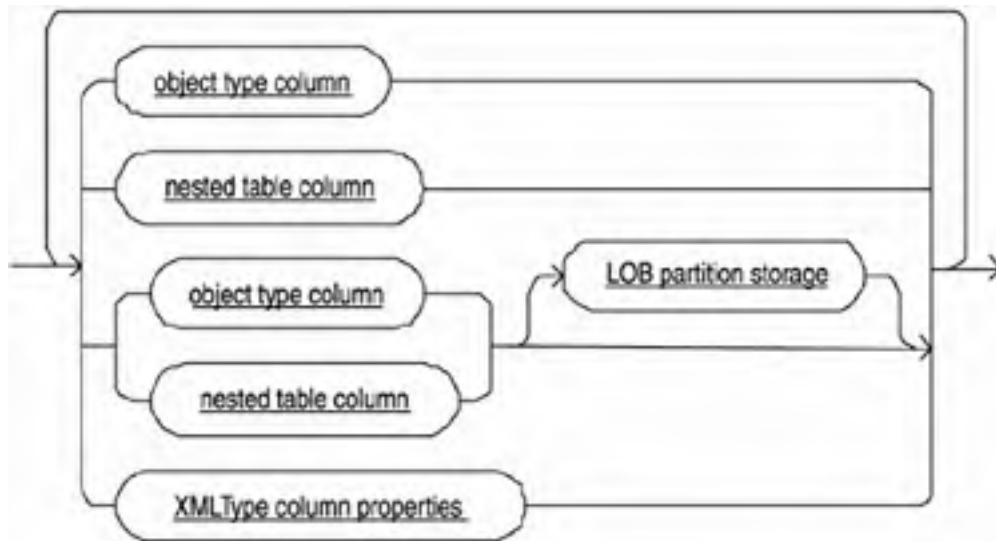 object type column
nested table column
LOB partition storage
object type column
nested table column
XMLType column properties